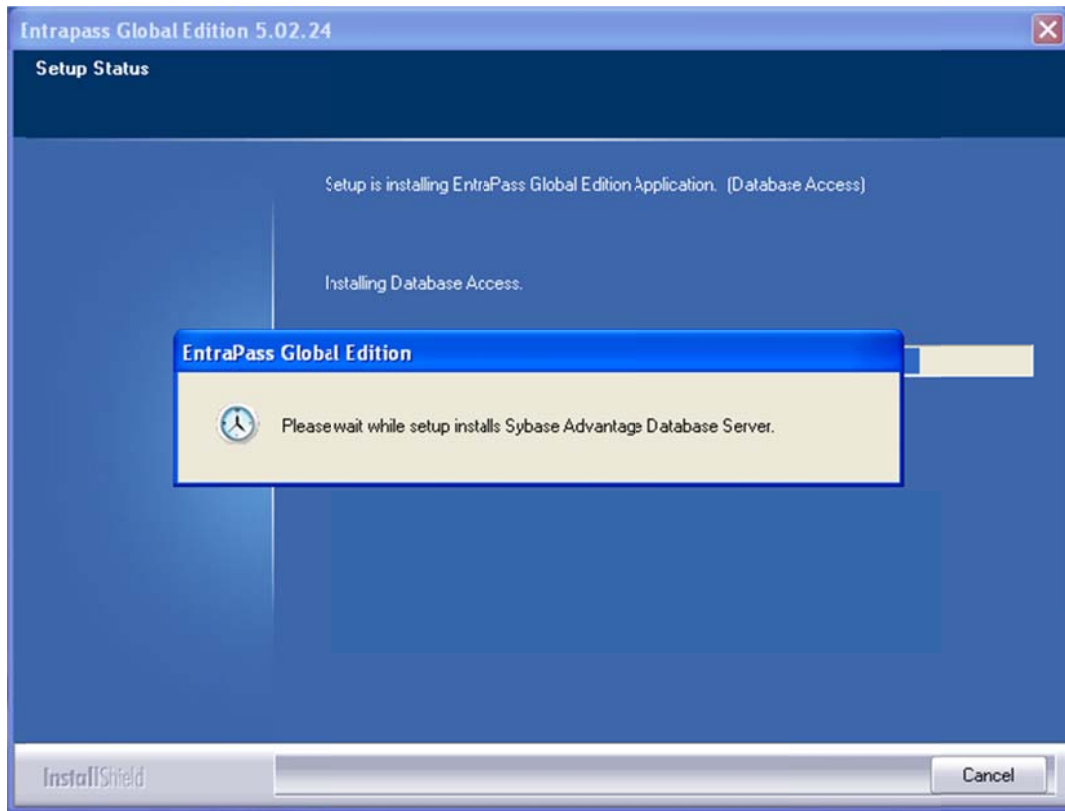 Entrapass Global Edition 5.02.24
Setup Status
Setup is installing EntraPass Global Edition Application. (Database Access)
Installing Database Access.
EntraPass Global Edition
Please wait while setup installs Sybase Advantage Database Server.
InstallShield
Cancel